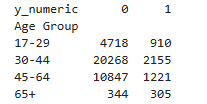 y_numeric 0 1
Age Group
17-29 4718 910
30-44 20268 2155
45-64 10847 1221
65+ 344 305